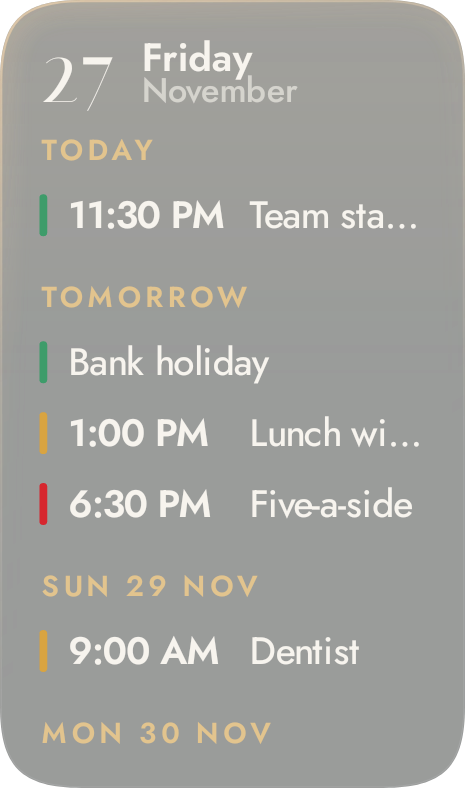 27 Friday
November
TODAY
11:30 PM Team sta...
TOMORROW
Bank holiday
1:00 PM Lunch wi...
6:30 PM Five-a-side
SUN 29 NOV
9:00 AM Dentist
MON 30 NOV